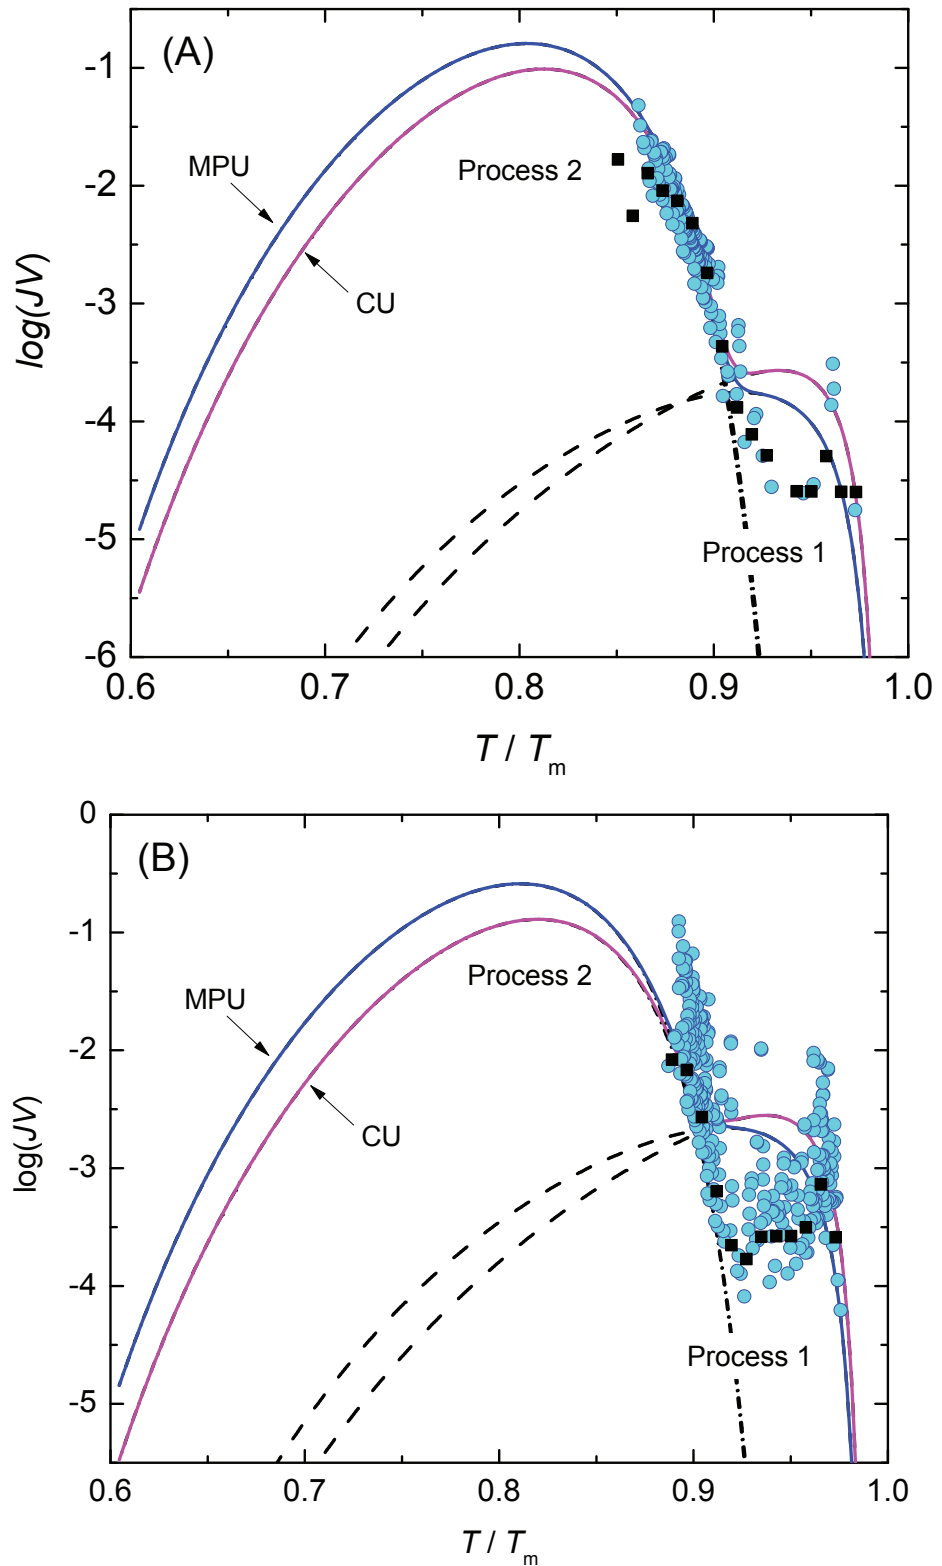 (A)
-1
MPU
Process 2
-2
CU
-3
log(JV)
-4
-5
Process 1
-6
0.6 0.7 0.8 0.9 1.0
T / Tm
0
(B)
-1
Process 2
MPU
-2
CU
log(JV)
-3
-4
Process 1
-5
0.6 0.7 0.8 0.9 1.0
T / Tm